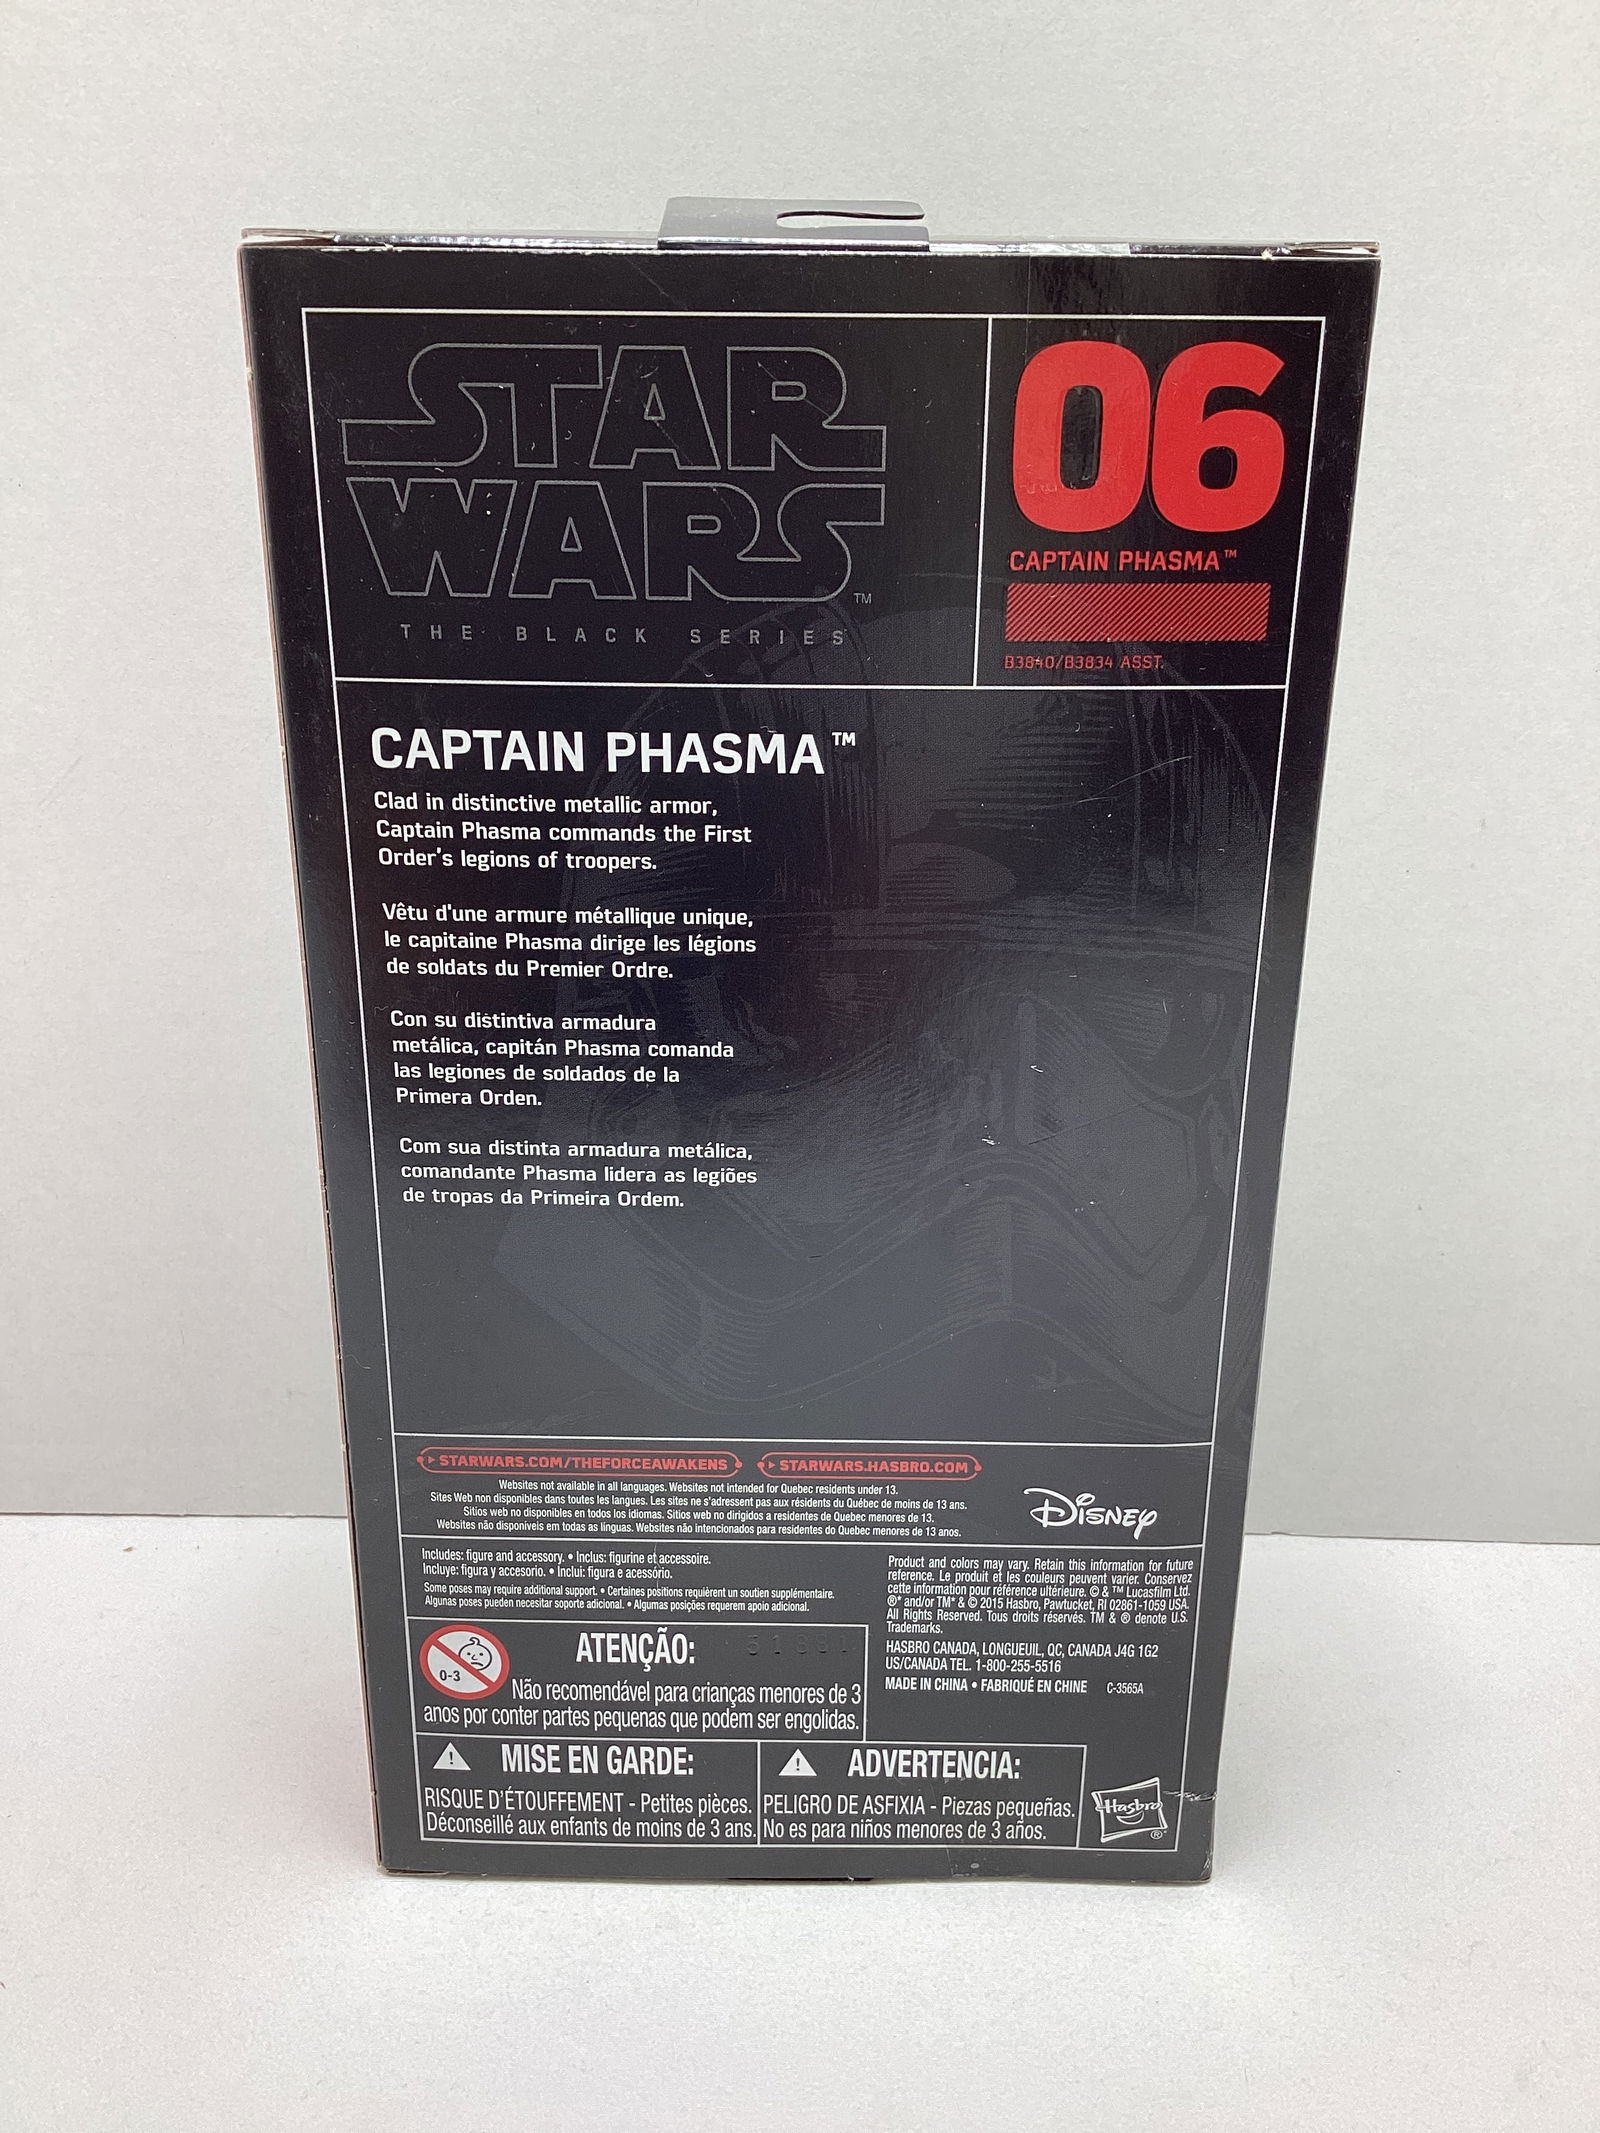 STAR
WARS™
THE BLACK SERIES
06
CAPTAIN PHASMA™
B3840/B3834 ASST.
CAPTAIN PHASMA™
Clad in distinctive metallic armor,
Captain Phasma commands the First
Order's legions of troopers.
Vêtu d'une armure métallique unique,
le capitaine Phasma dirige les légions
de soldats du Premier Ordre.
Con su distintiva armadura
metálica, capitán Phasma comanda
las legiones de soldados de la
Primera Orden.
Com sua distinta armadura metálica,
comandante Phasma lidera as legiões
de tropas da Primeira Ordem.
STARWARS.COM/THEFORCEAWAKENS
STARWARS.HASBRO.COM
Websites not available in all languages. Websites not intended for Quebec residents under 13.
Sites Web non disponibles dans toutes les langues. Les sites ne s'adressent pas aux résidents du Québec de moins de 13 ans.
Sitios web no disponibles en todos los idiomas. Sitios web no dirigidos a residentes de Quebec menores de 13.
Websites não disponíveis em todas as línguas. Websites não intencionados para residentes do Quebec menores de 13 anos.
Disney
Includes: figure and accessory. • Inclus: figurine et accessoire.
Incluye: figura y accesorio. • Inclui: figura e acessório.
Some poses may require additional support. • Certaines positions requièrent un soutien supplémentaire.
Algunas poses pueden necesitar soporte adicional. • Algumas posições requerem apoio adicional.
Product and colors may vary. Retain this information for future
reference. Le produit et les couleurs peuvent varier. Conservez
cette information pour référence ultérieure. © & ™ Lucasfilm Ltd.
®* and/or TM* & © 2015 Hasbro, Pawtucket, RI 02861-1059 USA.
All Rights Reserved. Tous droits réservés. TM & ® denote U.S.
Trademarks.
HASBRO CANADA, LONGUEUIL, QC, CANADA J4G 1G2
US/CANADA TEL. 1-800-255-5516
MADE IN CHINA • FABRIQUÉ EN CHINE C-3565A
0-3
ATENÇÃO:
Não recomendável para crianças menores de 3
anos por conter partes pequenas que podem ser engolidas.
MISE EN GARDE:
RISQUE D'ÉTOUFFEMENT - Petites pièces.
Déconseillé aux enfants de moins de 3 ans.
ADVERTENCIA:
PELIGRO DE ASFIXIA - Piezas pequeñas.
No es para niños menores de 3 años.
Hasbro®